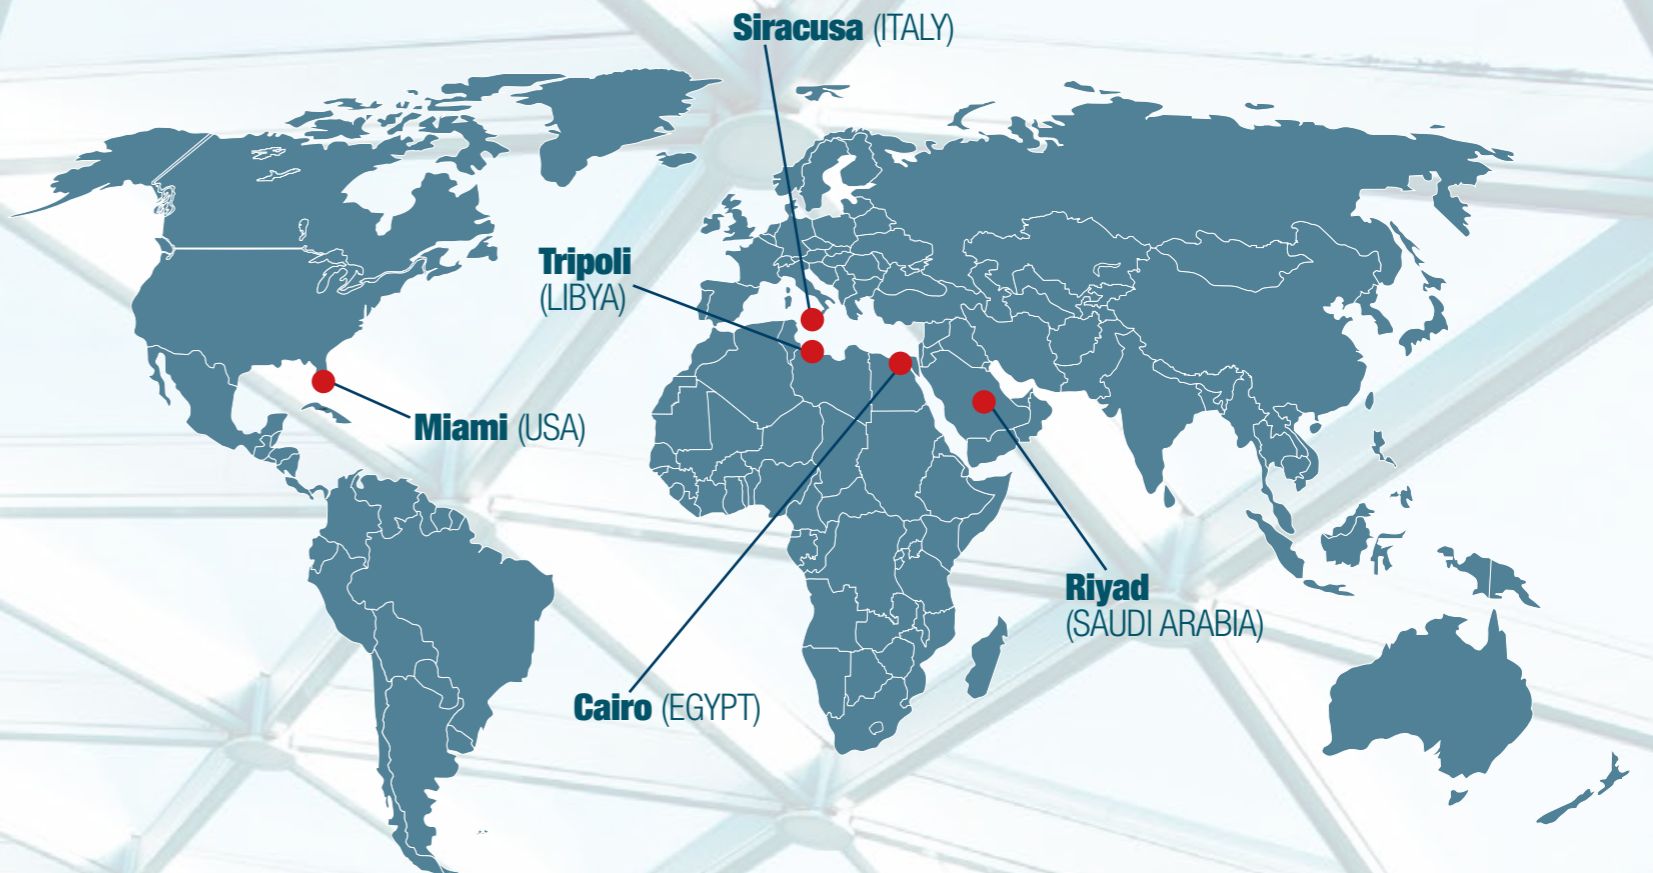 Siracusa (ITALY)
Tripoli
(LIBYA)
Miami (USA)
Riyad
(SAUDI ARABIA)
Cairo (EGYPT)